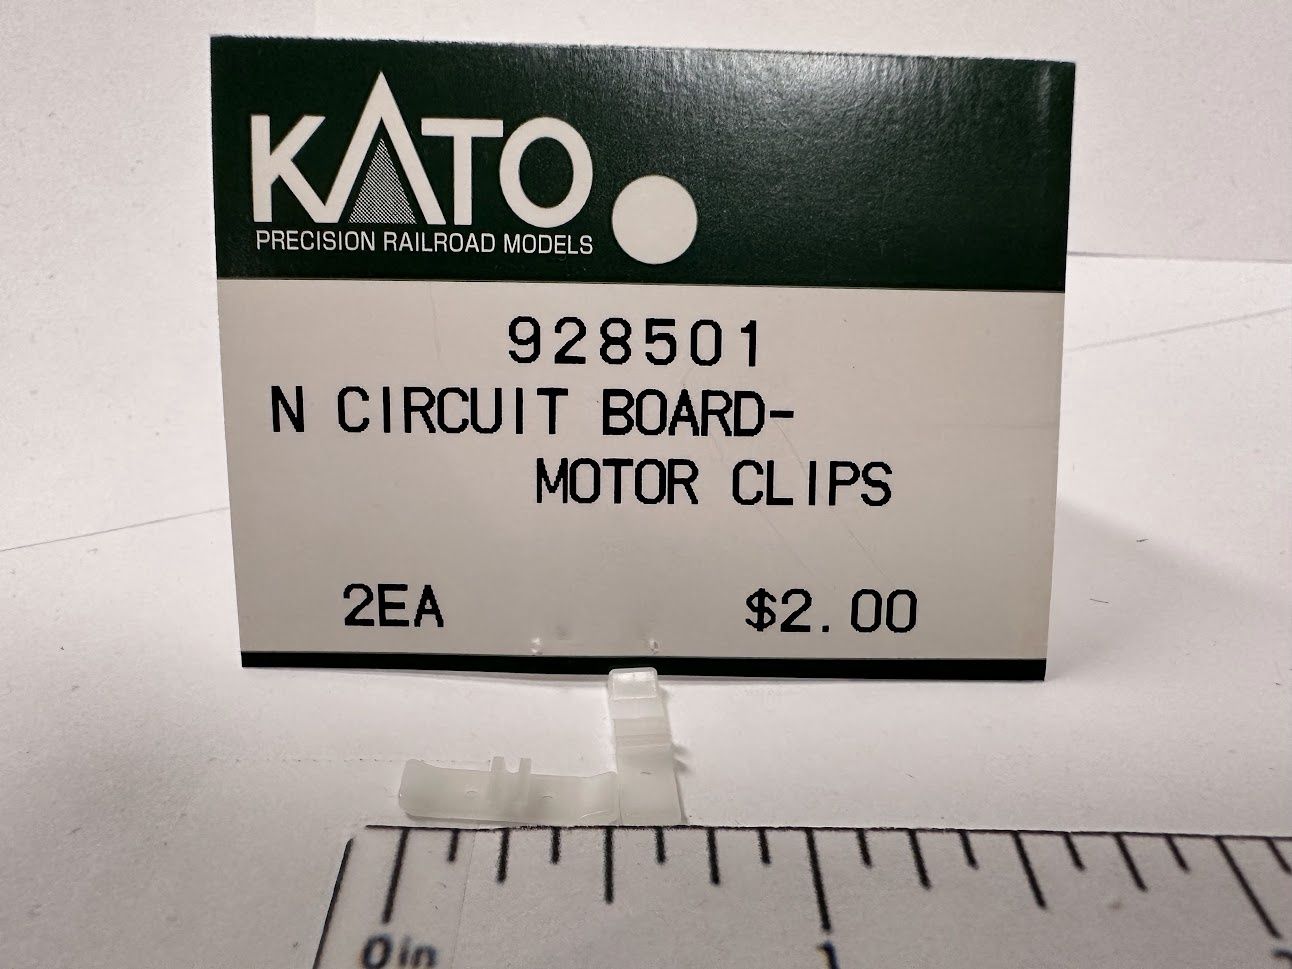 KATO
PRECISION RAILROAD MODELS
928501
N CIRCUIT BOARD-
MOTOR CLIPS
2EA $2.00
0in 1